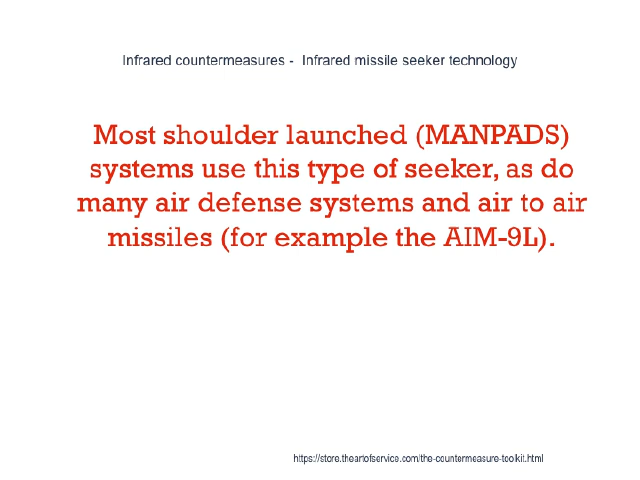 Infrared countermeasures - Infrared missile seeker technology
Most shoulder launched (MANPADS)
systems use this type of seeker, as do
many air defense systems and air to air
missiles (for example the AIM-9L).
https://store.theartofservice.com/the-countermeasure-toolkit.html